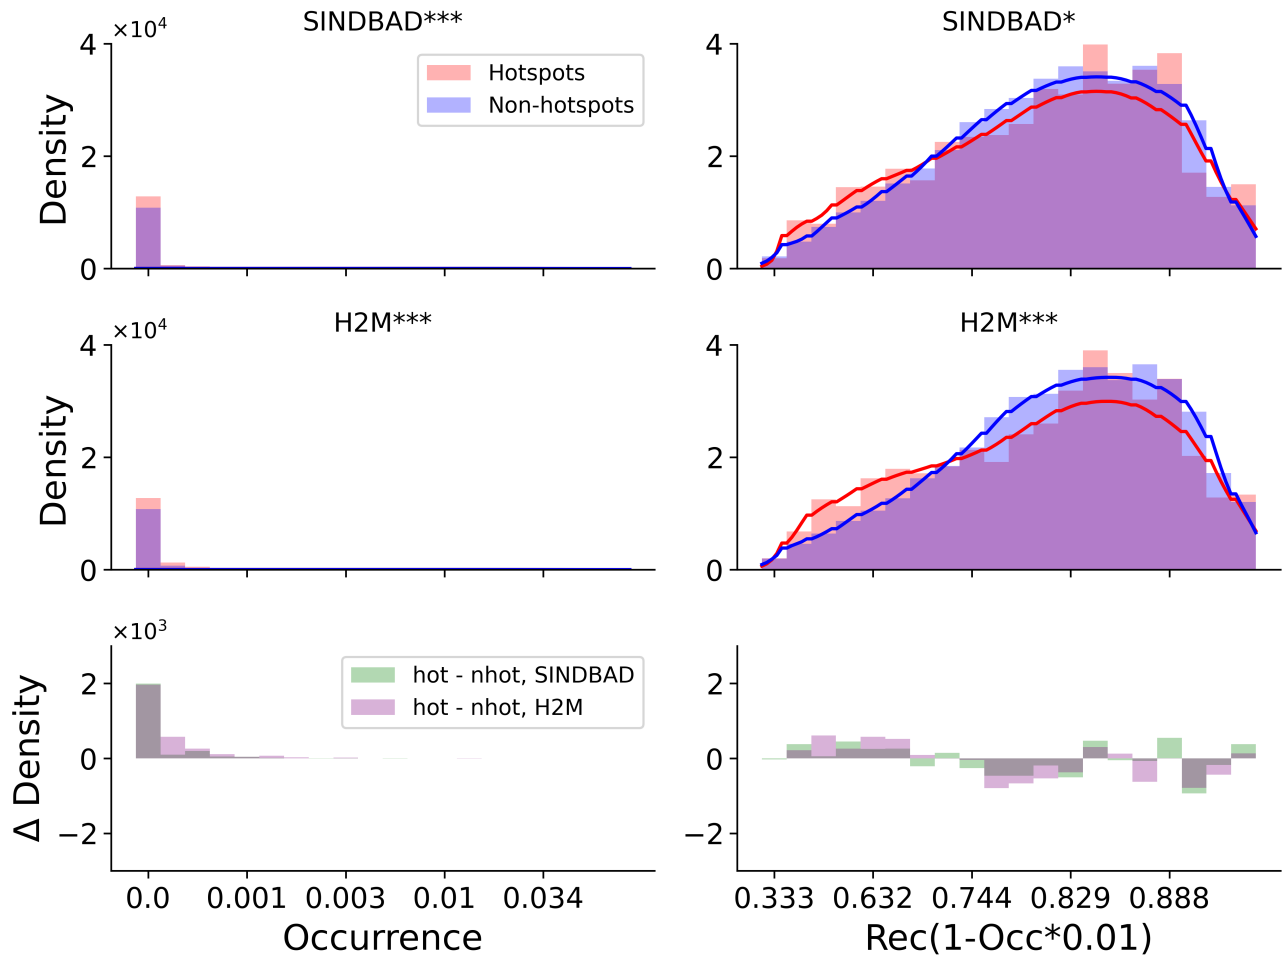 SINDBAD***
×10⁴
4
2
0
Density
Hotspots
Non-hotspots
SINDBAD*
4
2
0
H2M***
×10⁴
4
2
0
Density
H2M***
4
2
0
×10³
2
0
−2
Δ Density
hot - nhot, SINDBAD
hot - nhot, H2M
0.0 0.001 0.003 0.01 0.034
Occurrence
2
0
−2
0.333 0.632 0.744 0.829 0.888
Rec(1-Occ*0.01)